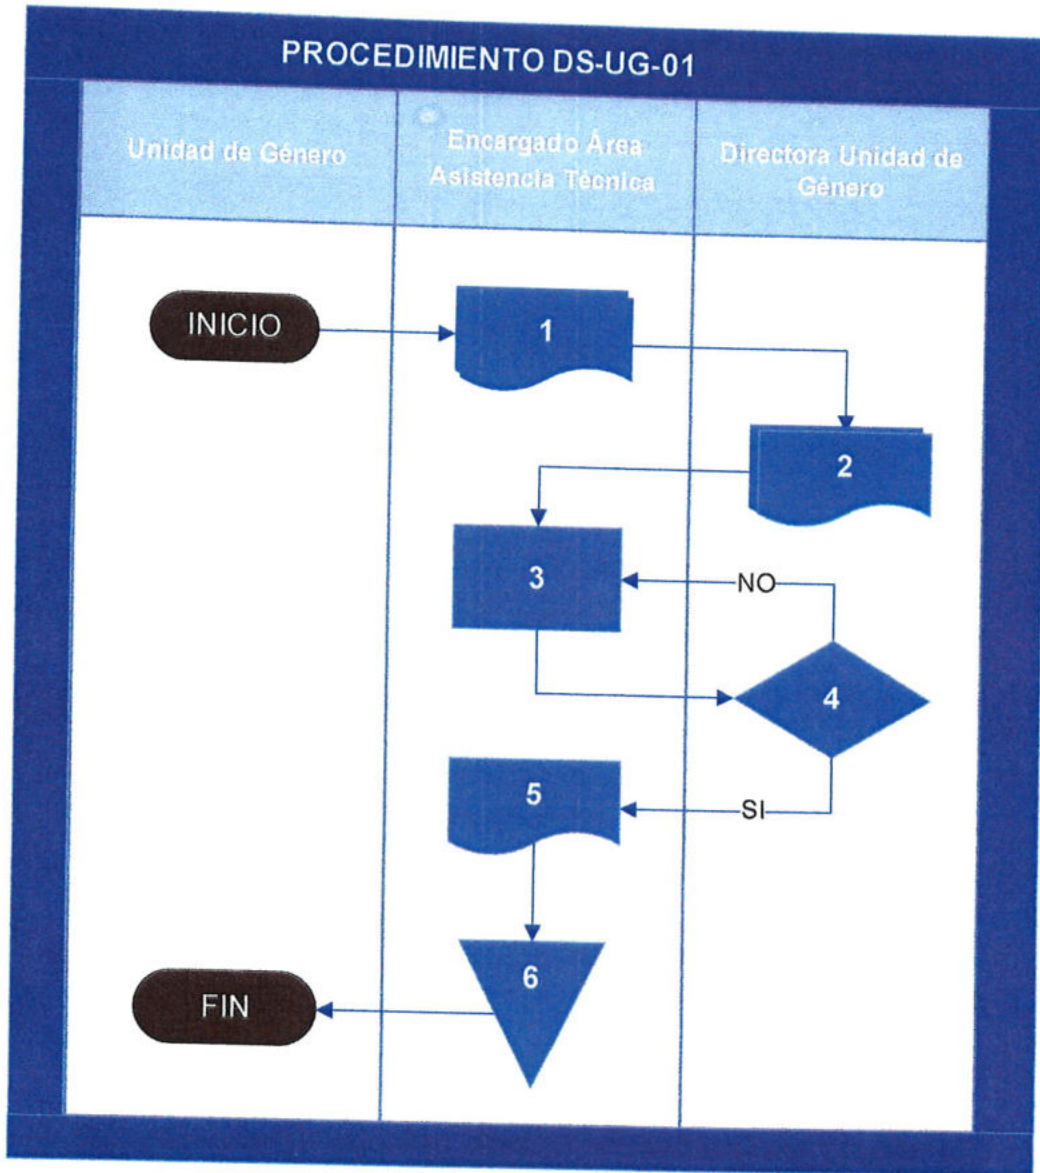 PROCEDIMIENTO DS-UG-01
Unidad de Género
Encargado Área
Asistencia Técnica
Directora Unidad de
Género
INICIO
1
2
3
NO
4
5
SI
6
FIN